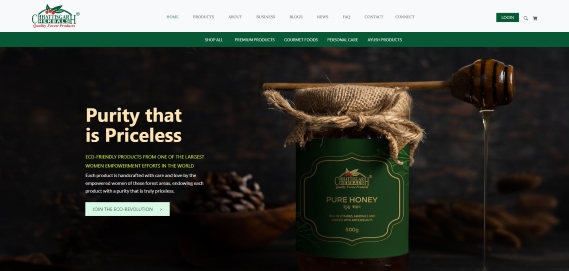 CHHATTISGARH
HERBALS
Quality Forest Products
HOME PRODUCTS ABOUT BUSINESS BLOGS NEWS FAQ CONTACT CONNECT
LOGIN
SHOP ALL PREMIUM PRODUCTS GOURMET FOODS PERSONAL CARE AYUSH PRODUCTS
Purity that
is Priceless
ECO-FRIENDLY PRODUCTS FROM ONE OF THE LARGEST
WOMEN EMPOWERMENT EFFORTS IN THE WORLD
Each product is handcrafted with care and love by the
empowered women of these forest areas, endowing each
product with a purity that is truly priceless.
JOIN THE ECO-REVOLUTION >
CHHATTISGARH
HERBALS
PURE HONEY
500g